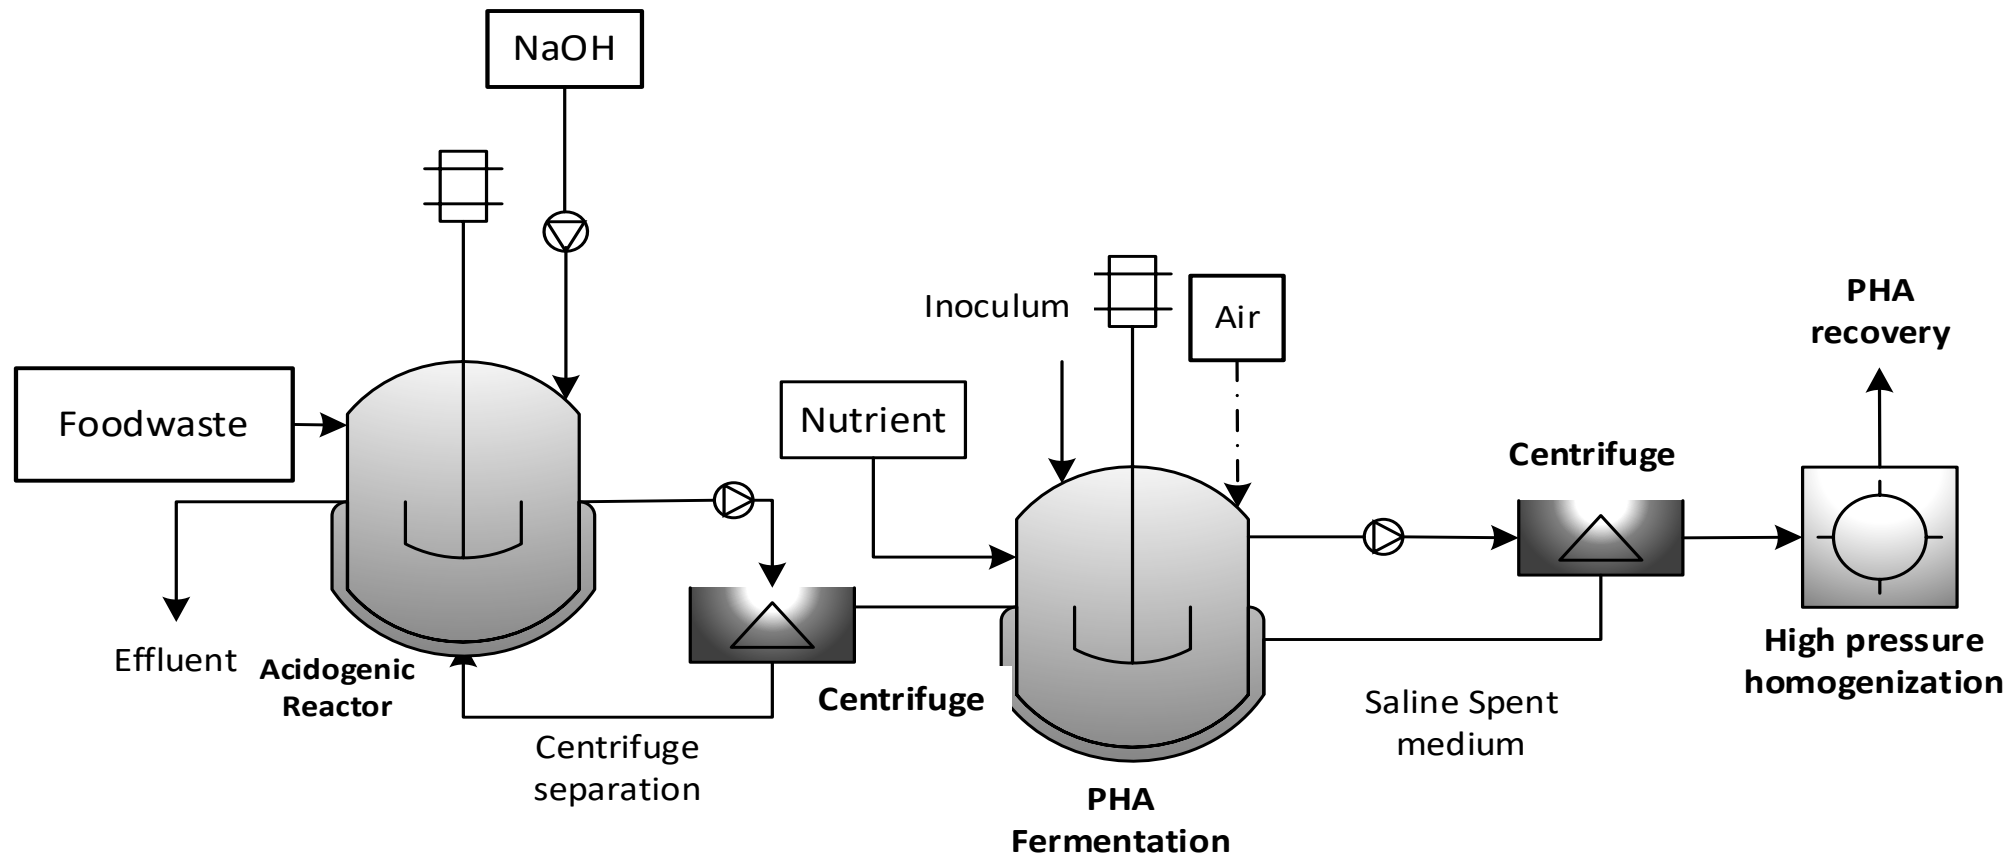 NaOH
Inoculum
Air
PHA
recovery
Foodwaste
Nutrient
Centrifuge
Effluent
Acidogenic
Reactor
Centrifuge
Centrifuge
separation
Saline Spent
medium
High pressure
homogenization
PHA
Fermentation